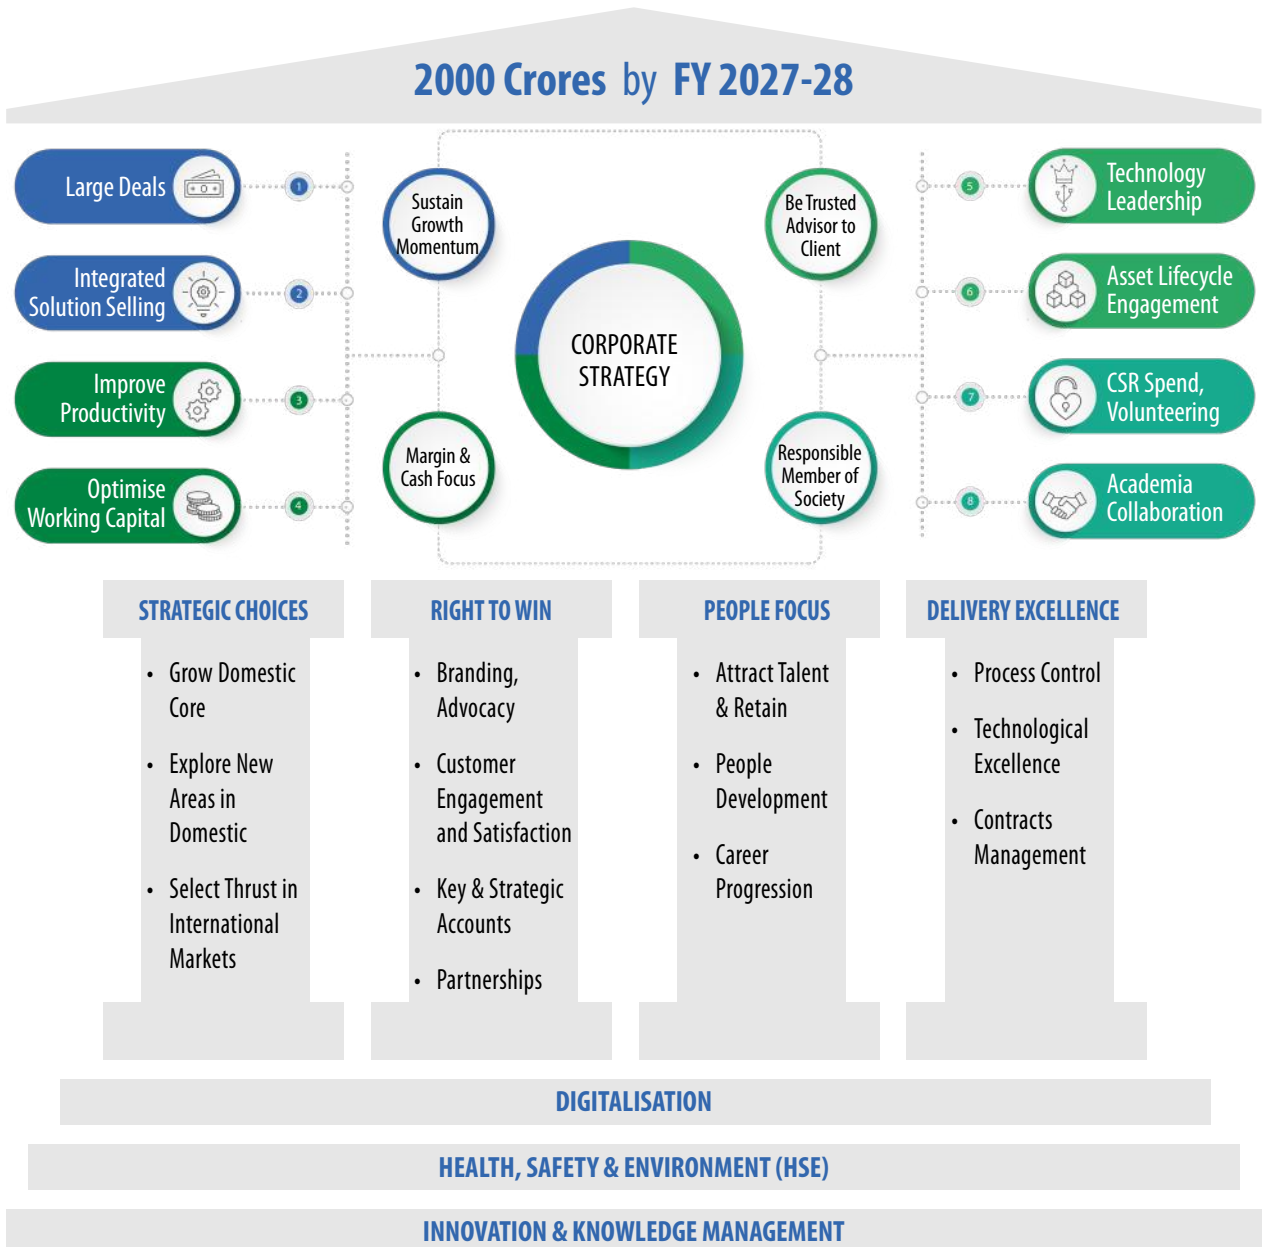 2000 Crores by FY 2027-28
Large Deals
1
Integrated
Solution Selling
2
Improve
Productivity
3
Optimise
Working Capital
4
Sustain
Growth
Momentum
Margin &
Cash Focus
CORPORATE
STRATEGY
Be Trusted
Advisor to
Client
Responsible
Member of
Society
5
Technology
Leadership
6
Asset Lifecycle
Engagement
7
CSR Spend,
Volunteering
8
Academia
Collaboration
STRATEGIC CHOICES
• Grow Domestic
Core
• Explore New
Areas in
Domestic
• Select Thrust in
International
Markets
RIGHT TO WIN
• Branding,
Advocacy
• Customer
Engagement
and Satisfaction
• Key & Strategic
Accounts
• Partnerships
PEOPLE FOCUS
• Attract Talent
& Retain
• People
Development
• Career
Progression
DELIVERY EXCELLENCE
• Process Control
• Technological
Excellence
• Contracts
Management
DIGITALISATION
HEALTH, SAFETY & ENVIRONMENT (HSE)
INNOVATION & KNOWLEDGE MANAGEMENT